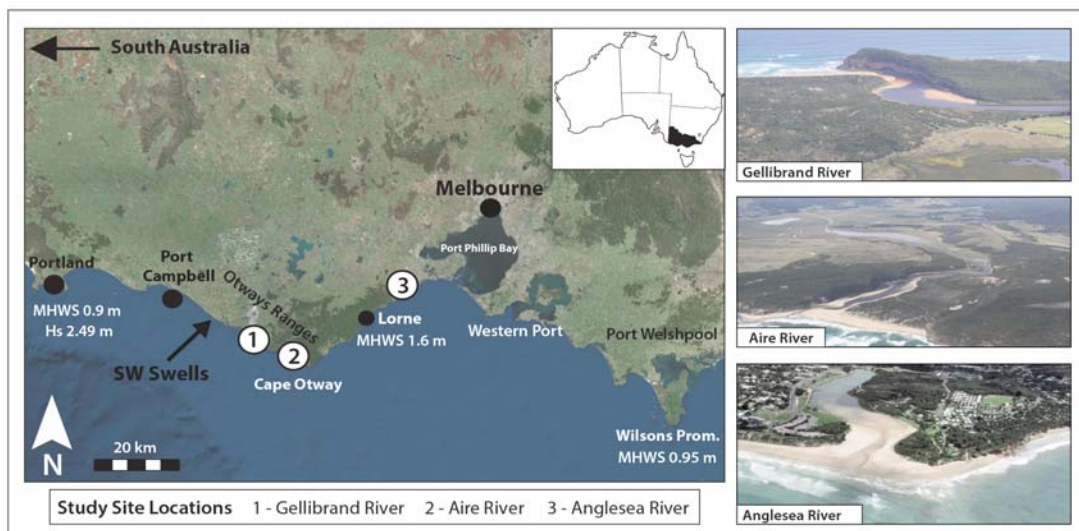 South Australia
Melbourne
Port Phillip Bay
Portland
MHWS 0.9 m
Hs 2.49 m
Port
Campbell
SW Swells
Otways Ranges
1
2
3
Cape Otway
Lorne
MHWS 1.6 m
Western Port
Port Welshpool
Wilsons Prom.
MHWS 0.95 m
N
20 km
Study Site Locations 1 - Gellibrand River 2 - Aire River 3 - Anglesea River
Gellibrand River
Aire River
Anglesea River